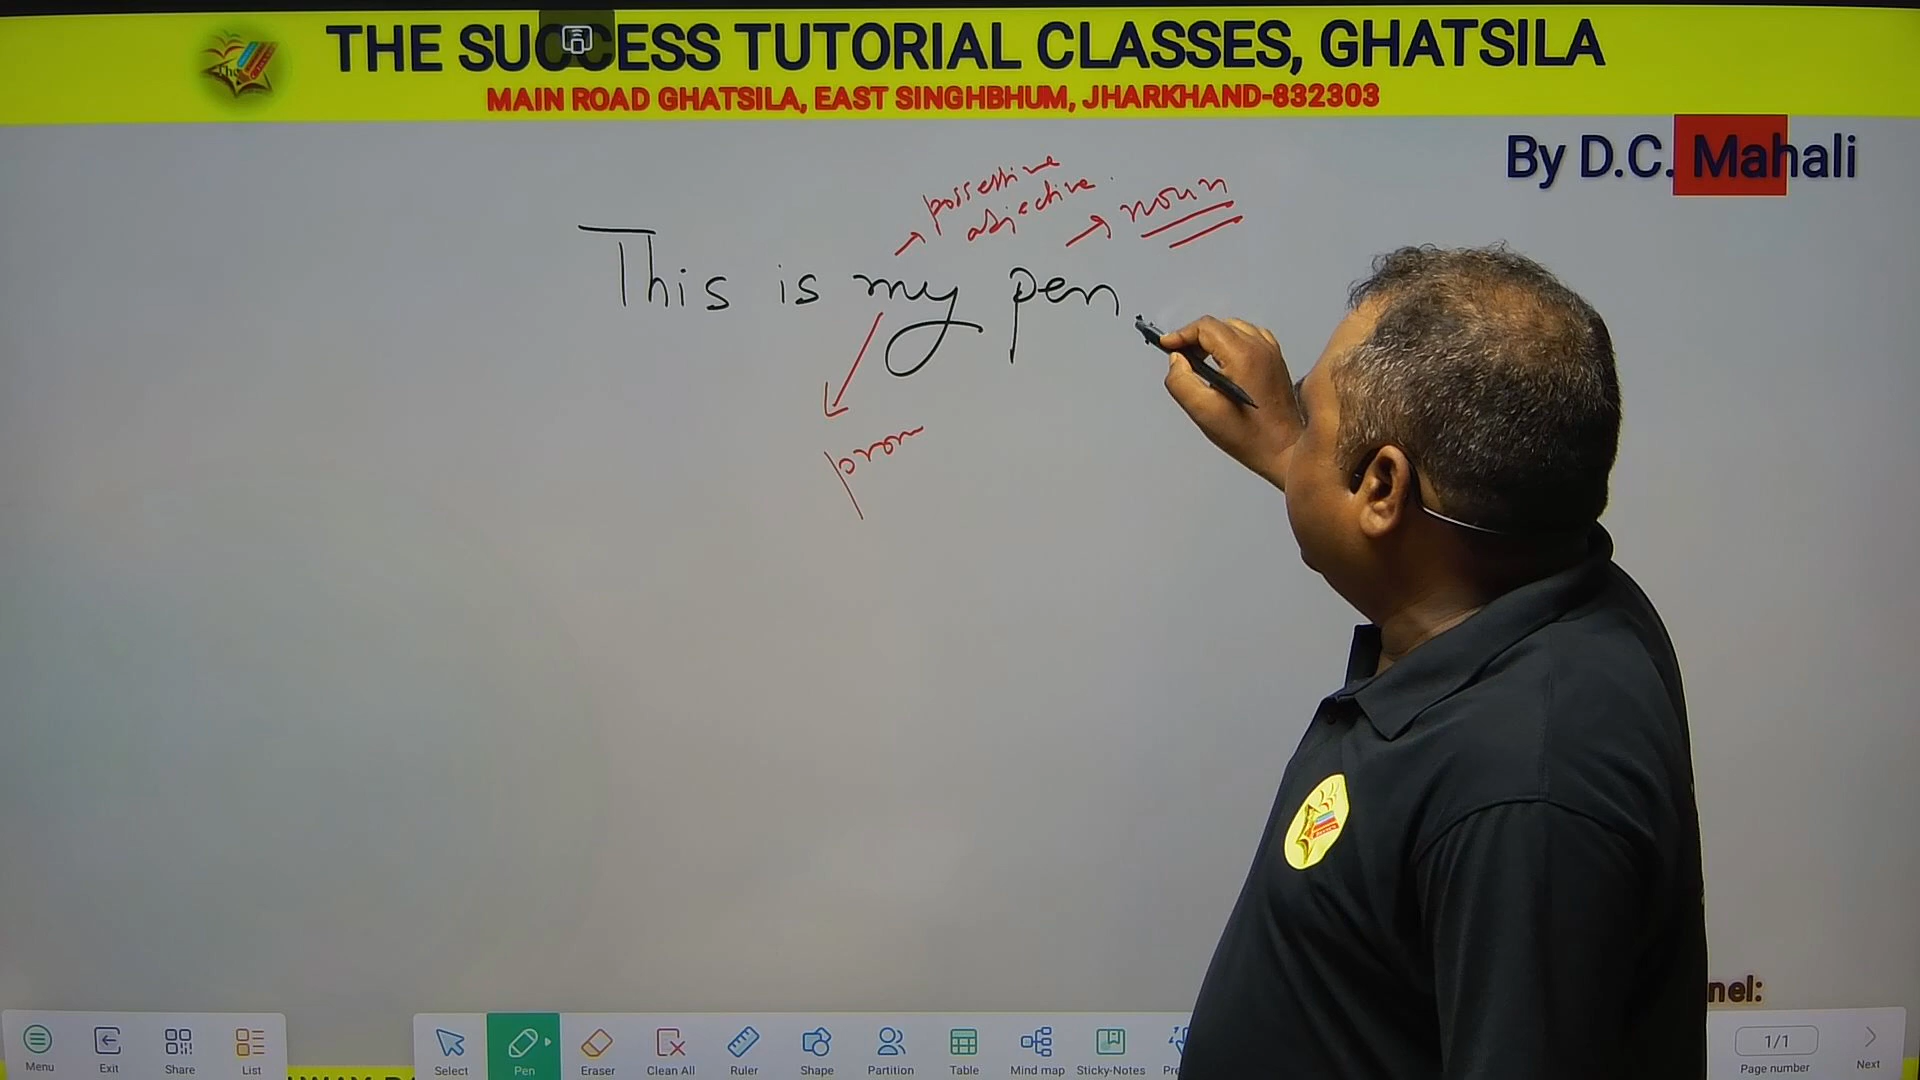 THE SUCCESS TUTORIAL CLASSES, GHATSILA
MAIN ROAD GHATSILA, EAST SINGHBHUM, JHARKHAND-832303
By D.C. Mahali
possessive
adjective
noun
This is my pen
pron
nel:
Menu
Exit
Share
List
Select
Pen
Eraser
Clean All
Ruler
Shape
Partition
Table
Mind map
Sticky-Notes
1/1
Page number
Next